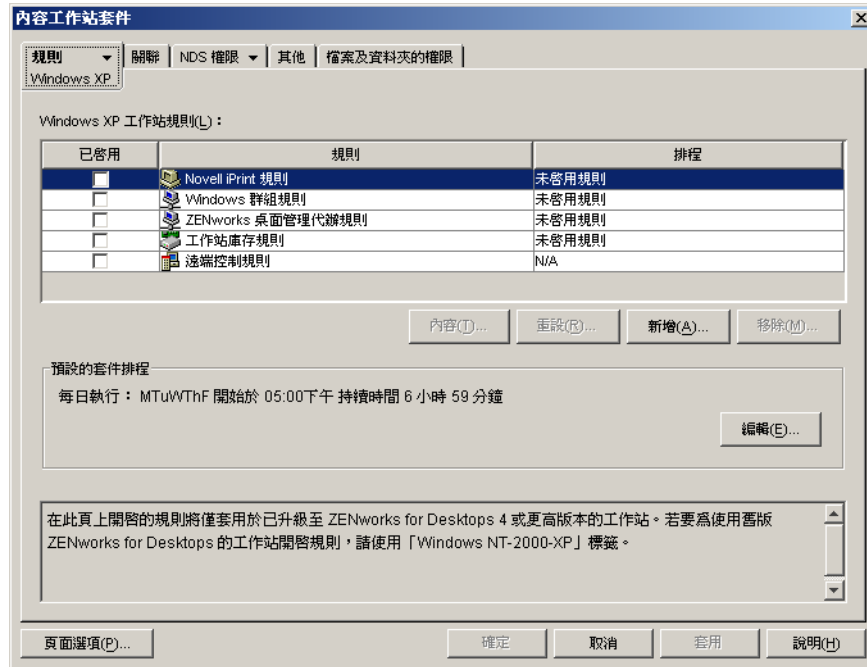 內容工作站套件
規則 關聯 NDS 權限 其他 檔案及資料夾的權限
Windows XP
Windows XP 工作站規則(L)：
已啓用 規則 排程
Novell iPrint 規則 未啓用規則
Windows 群組規則 未啓用規則
ZENworks 桌面管理代辦規則 未啓用規則
工作站庫存規則 未啓用規則
遠端控制規則 N/A
內容(T)... 重設(R)... 新增(A)... 移除(M)...
預設的套件排程
每日執行： MTuWThF 開始於 05:00下午 持續時間 6 小時 59 分鐘
編輯(E)...
在此頁上開啓的規則將僅套用於已升級至 ZENworks for Desktops 4 或更高版本的工作站。若要爲使用舊版
ZENworks for Desktops 的工作站開啓規則，請使用「Windows NT-2000-XP」標籤。
頁面選項(P)... 確定 取消 套用 說明(H)